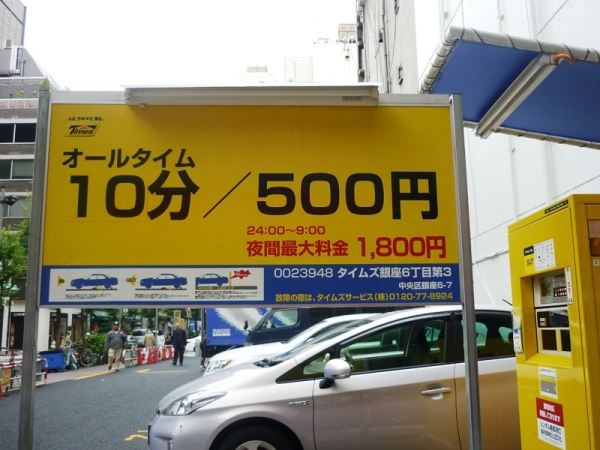 Times
オールタイム
10分／500円
24:00〜9:00
夜間最大料金 1,800円
0023948 タイムズ銀座6丁目第3
中央区銀座6-7
故障の際は、タイムズサービス(株)0120-77-8924